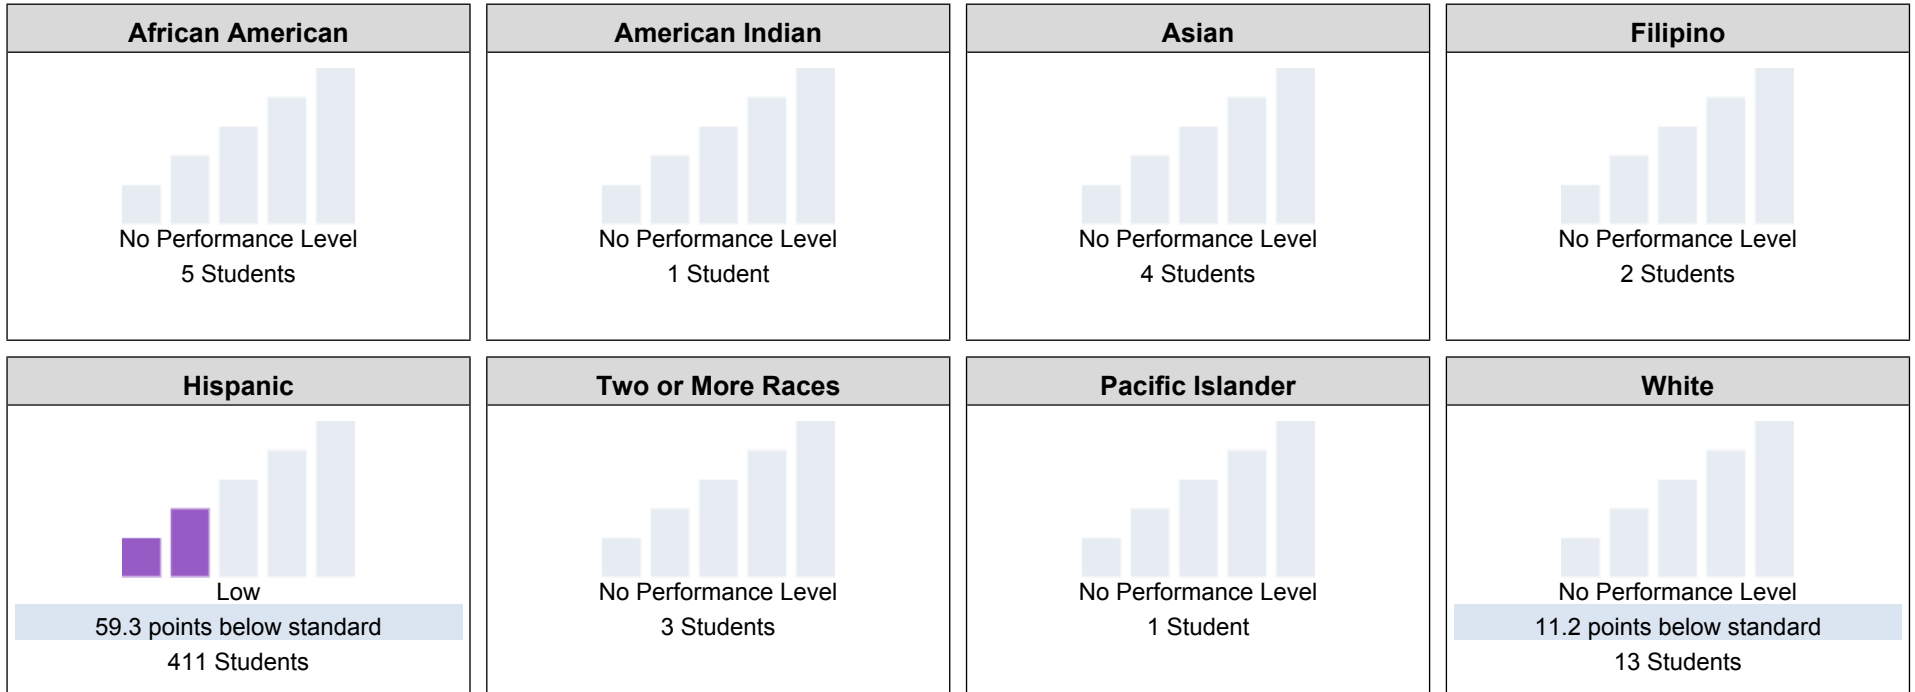 African American
No Performance Level
5 Students
American Indian
No Performance Level
1 Student
Asian
No Performance Level
4 Students
Filipino
No Performance Level
2 Students
Hispanic
Low
59.3 points below standard
411 Students
Two or More Races
No Performance Level
3 Students
Pacific Islander
No Performance Level
1 Student
White
No Performance Level
11.2 points below standard
13 Students